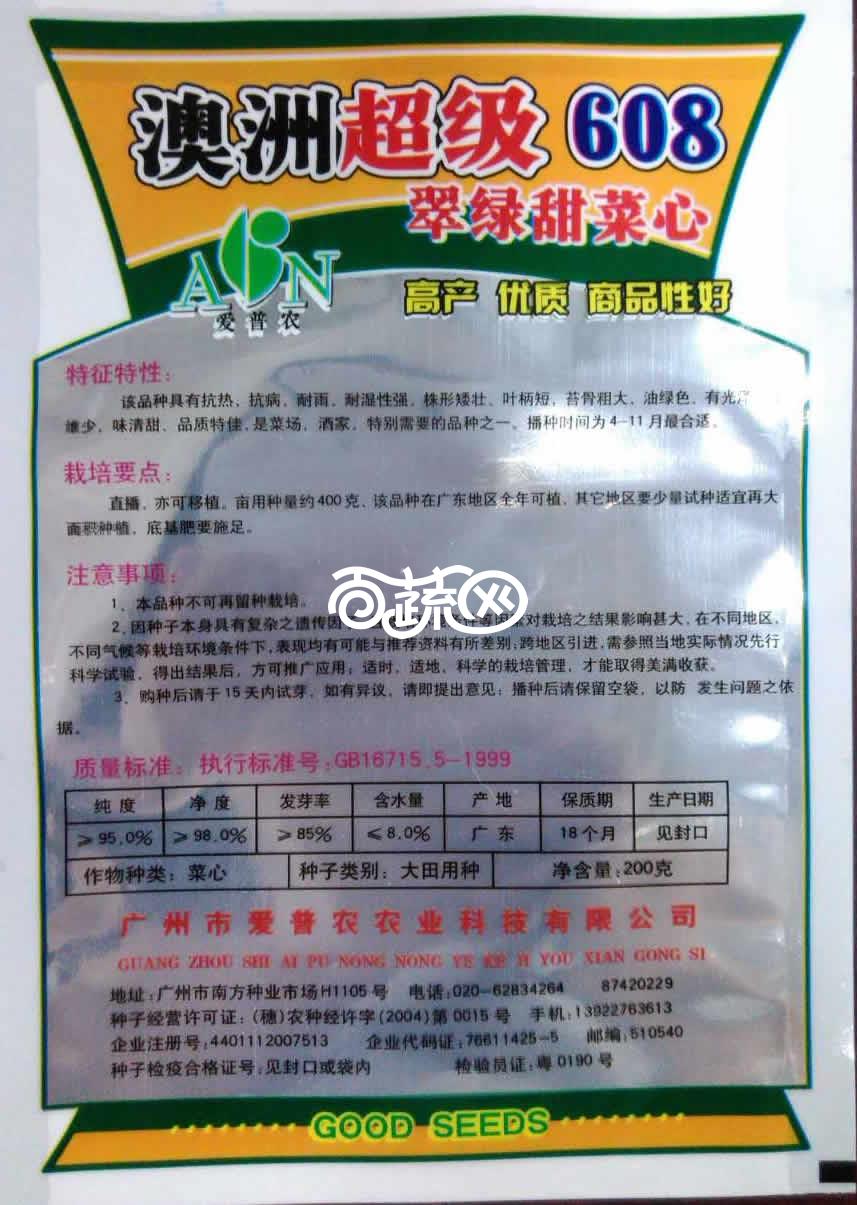 澳洲超级 608
翠绿甜菜心
AGN
爱普农
高产 优质 商品性好
特征特性：
该品种具有抗热，抗病，耐雨，耐湿性强，株形矮壮、叶柄短，苔骨粗大、油绿色，有光
维少，味清甜、品质特佳，是菜场，酒家，特别需要的品种之一。播种时间为4-11月最合适。
栽培要点：
直播，亦可移植。亩用种量约400克，该品种在广东地区全年可植，其它地区要少量试种适宜再大
面积种植，底基肥要施足。
注意事项：
百蔬网
1、本品种不可再留种栽培。
2、因种子本身具有复杂之遗传因 对栽培之结果影响甚大，在不同地区，
不同气候等栽培环境条件下，表现均有可能与推荐资料有所差别；跨地区引进，需参照当地实际情况先行
科学试验，得出结果后，方可推广应用；适时，适地，科学的栽培管理，才能取得美满收获。
3、购种后请于15天内试芽，如有异议，请即提出意见；播种后请保留空袋，以防 发生问题之依
据。
质量标准：执行标准号：GB16715.5-1999
纯度 净度 发芽率 含水量 产地 保质期 生产日期
≥95.0% ≥98.0% ≥85% ≤8.0% 广东 18个月 见封口
作物种类：菜心 种子类别：大田用种 净含量：200克
广州市爱普农农业科技有限公司
GUANG ZHOU SHI AI PU NONG NONG YE KE JI YOU XIAN GONG SI
地址：广州市南方种业市场H1105号 电话：020-62834264 87420229
种子经营许可证：(穗)农种经许字(2004)第0015号 手机：13922763613
企业注册号：4401112007513 企业代码证：76611425-5 邮编：510540
种子检疫合格证号：见封口或袋内 检验员证：粤0190号
GOOD SEEDS